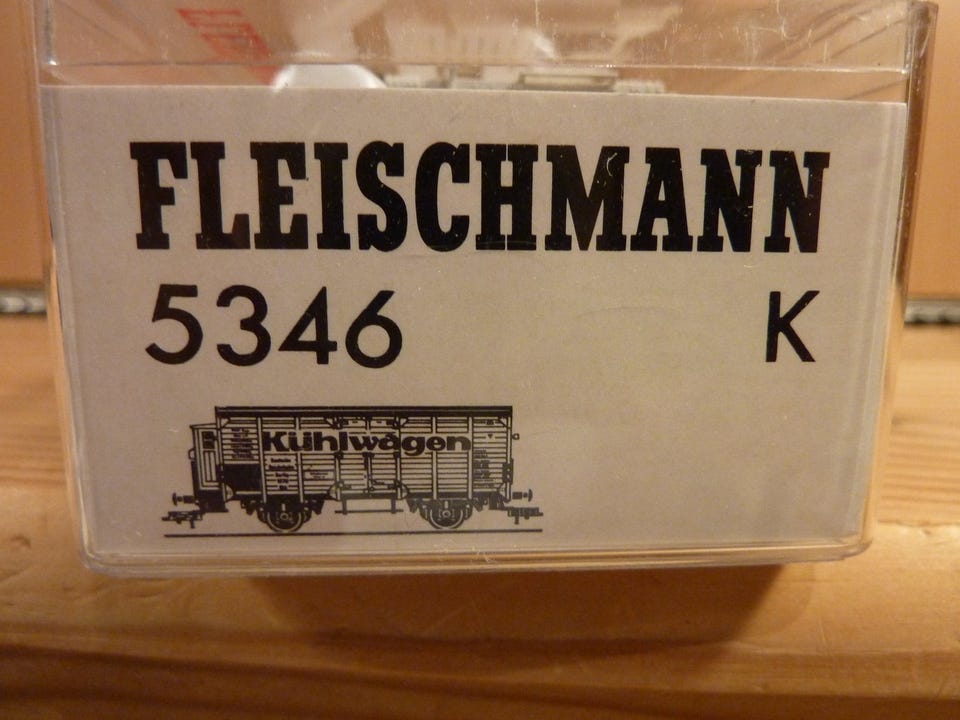 FLEISCHMANN
5346 K
Kühlwagen